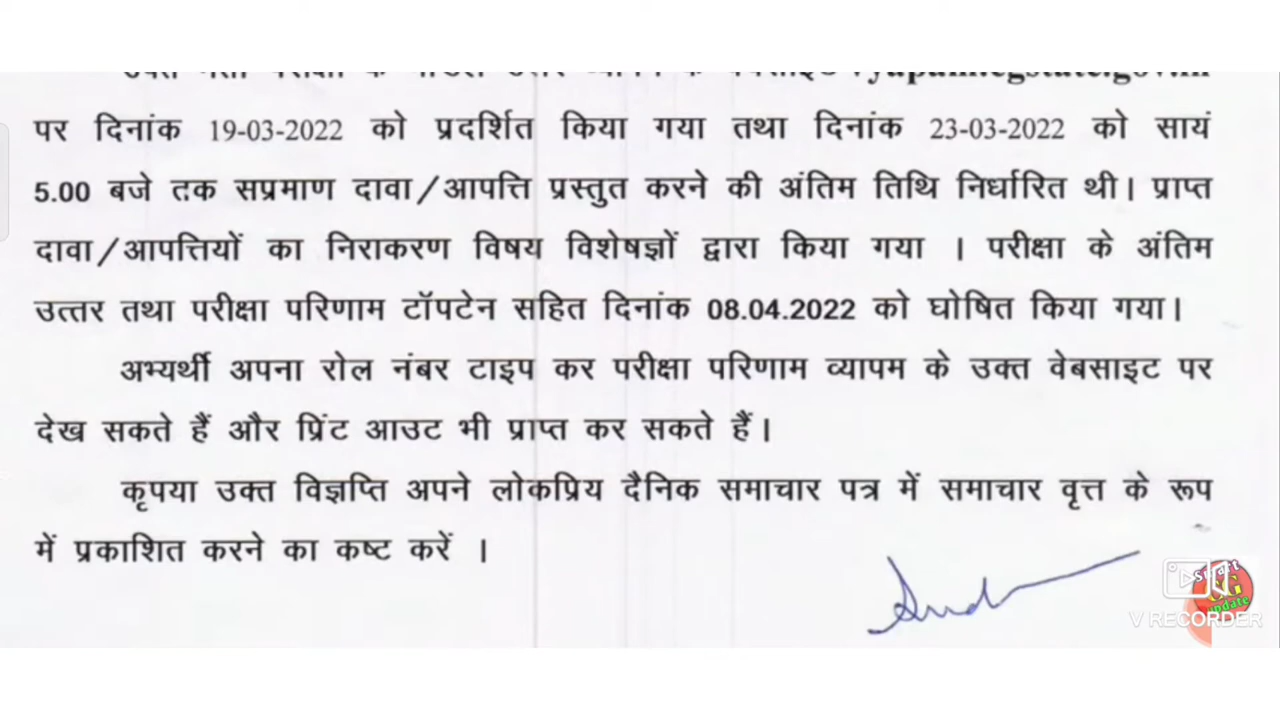 पर दिनांक 19-03-2022 को प्रदर्शित किया गया तथा दिनांक 23-03-2022 को सायं
5.00 बजे तक सप्रमाण दावा/आपत्ति प्रस्तुत करने की अंतिम तिथि निर्धारित थी। प्राप्त
दावा/आपत्तियों का निराकरण विषय विशेषज्ञों द्वारा किया गया । परीक्षा के अंतिम
उत्तर तथा परीक्षा परिणाम टॉपटेन सहित दिनांक 08.04.2022 को घोषित किया गया।
अभ्यर्थी अपना रोल नंबर टाइप कर परीक्षा परिणाम व्यापम के उक्त वेबसाइट पर
देख सकते हैं और प्रिंट आउट भी प्राप्त कर सकते हैं।
कृपया उक्त विज्ञप्ति अपने लोकप्रिय दैनिक समाचार पत्र में समाचार वृत्त के रूप
में प्रकाशित करने का कष्ट करें ।
Smart
CG
update
V RECORDER